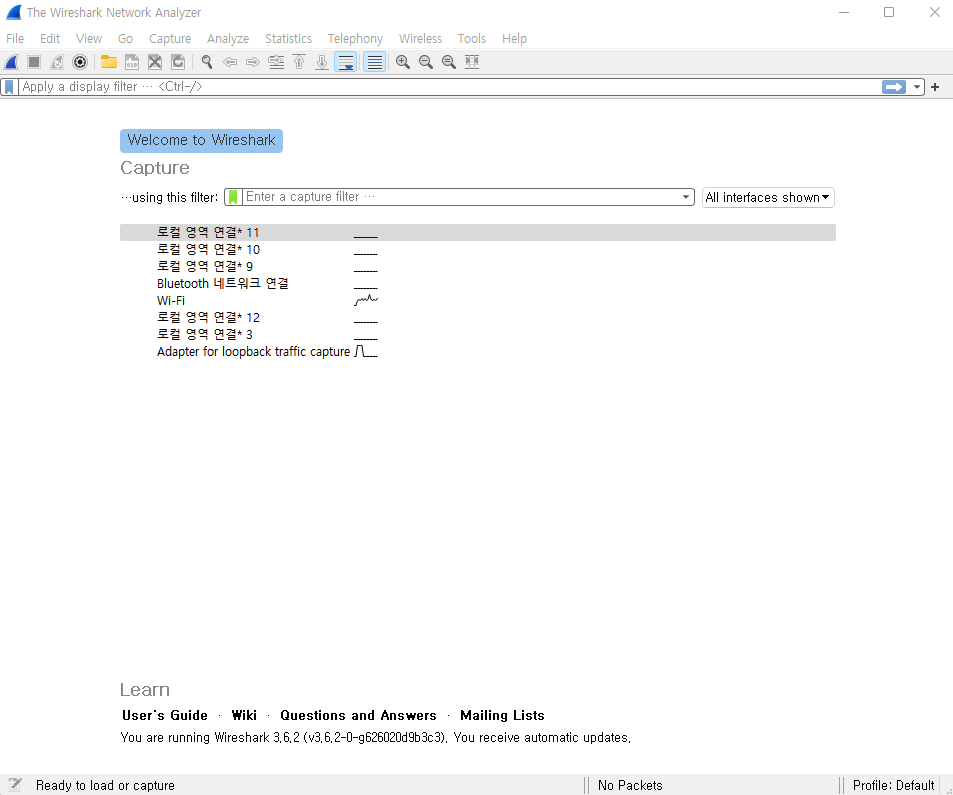 The Wireshark Network Analyzer
File Edit View Go Capture Analyze Statistics Telephony Wireless Tools Help
Apply a display filter ··· <Ctrl-/>
Welcome to Wireshark
Capture
···using this filter: Enter a capture filter ··· All interfaces shown
로컬 영역 연결* 11
로컬 영역 연결* 10
로컬 영역 연결* 9
Bluetooth 네트워크 연결
Wi-Fi
로컬 영역 연결* 12
로컬 영역 연결* 3
Adapter for loopback traffic capture
Learn
User's Guide · Wiki · Questions and Answers · Mailing Lists
You are running Wireshark 3.6.2 (v3.6.2-0-g626020d9b3c3). You receive automatic updates.
Ready to load or capture No Packets Profile: Default